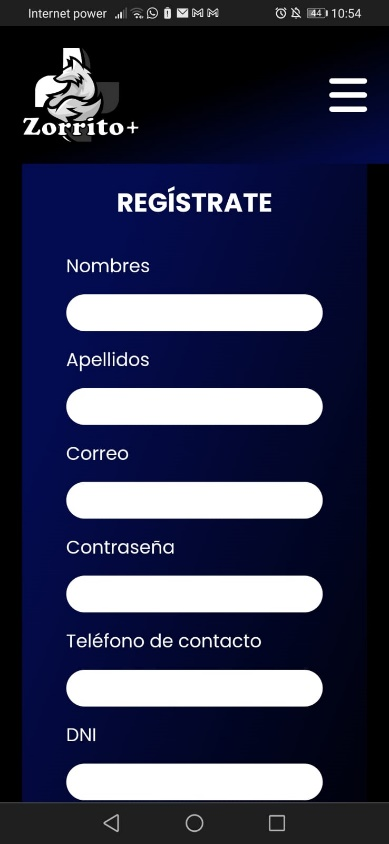 Internet power 44 10:54
Zorrito+
REGÍSTRATE
Nombres
Apellidos
Correo
Contraseña
Teléfono de contacto
DNI